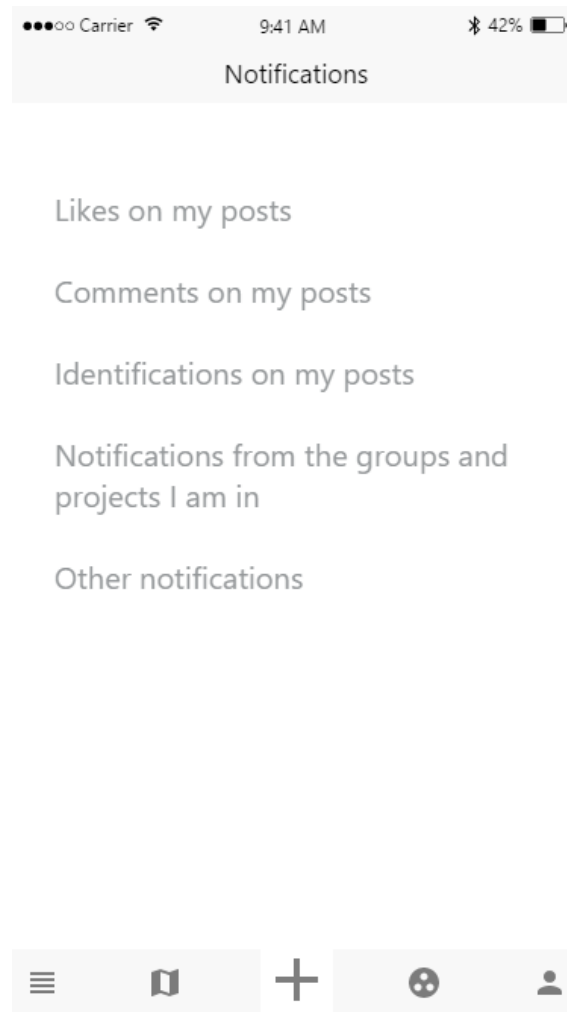 Carrier 9:41 AM 42%
Notifications
Likes on my posts
Comments on my posts
Identifications on my posts
Notifications from the groups and
projects I am in
Other notifications